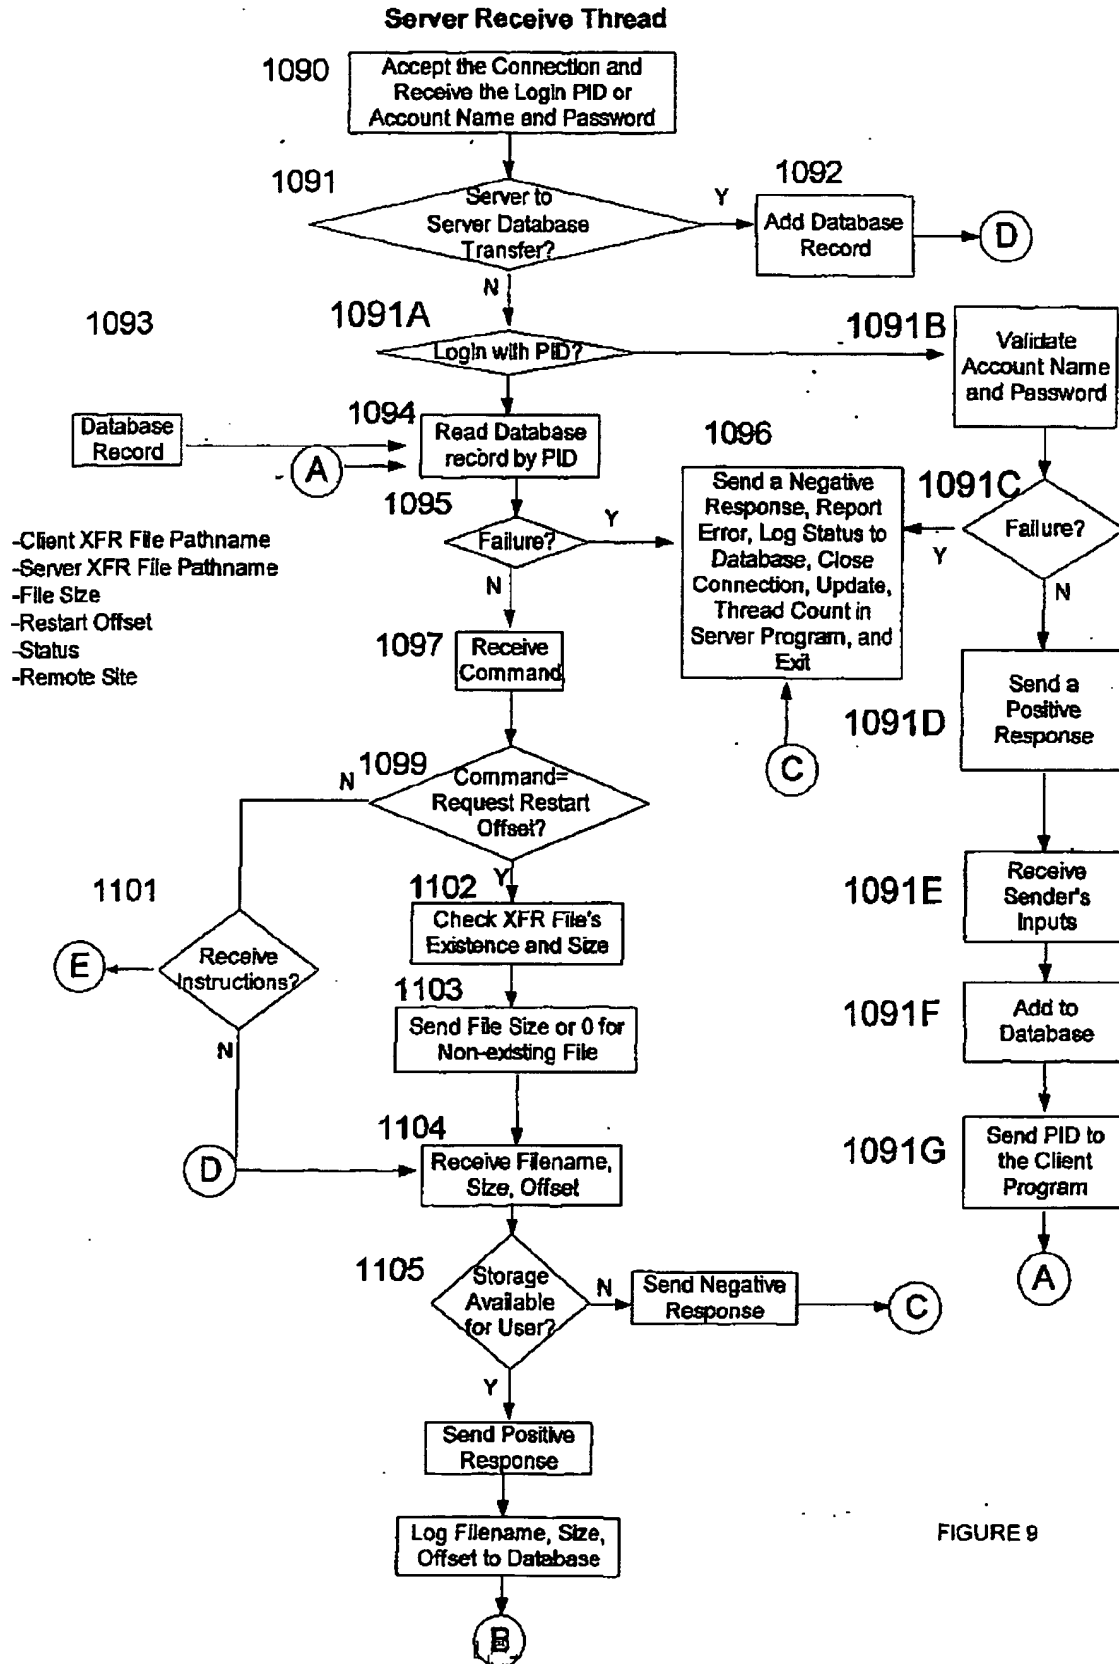 Server Receive Thread
1090
Accept the Connection and
Receive the Login PID or
Account Name and Password
1091
Server to
Server Database
Transfer?
Y
1092
Add Database
Record
D
N
1091A
Login with PID?
1091B
Validate
Account Name
and Password
1093
Database
Record
A
1094
Read Database
record by PID
1095
Failure?
Y
N
1096
Send a Negative
Response, Report
Error, Log Status to
Database, Close
Connection, Update,
Thread Count in
Server Program, and
Exit
C
1091C
Failure?
Y
N
-Client XFR File Pathname
-Server XFR File Pathname
-File Size
-Restart Offset
-Status
-Remote Site
1097
Receive
Command
1091D
Send a
Positive
Response
1099
Command=
Request Restart
Offset?
N
Y
1101
Receive
Instructions?
E
N
1102
Check XFR File's
Existence and Size
1091E
Receive
Sender's
Inputs
1103
Send File Size or 0 for
Non-existing File
1091F
Add to
Database
1104
D
Receive Filename,
Size, Offset
1091G
Send PID to
the Client
Program
A
1105
Storage
Available
for User?
N
Send Negative
Response
C
Y
Send Positive
Response
Log Filename, Size,
Offset to Database
B
FIGURE 9